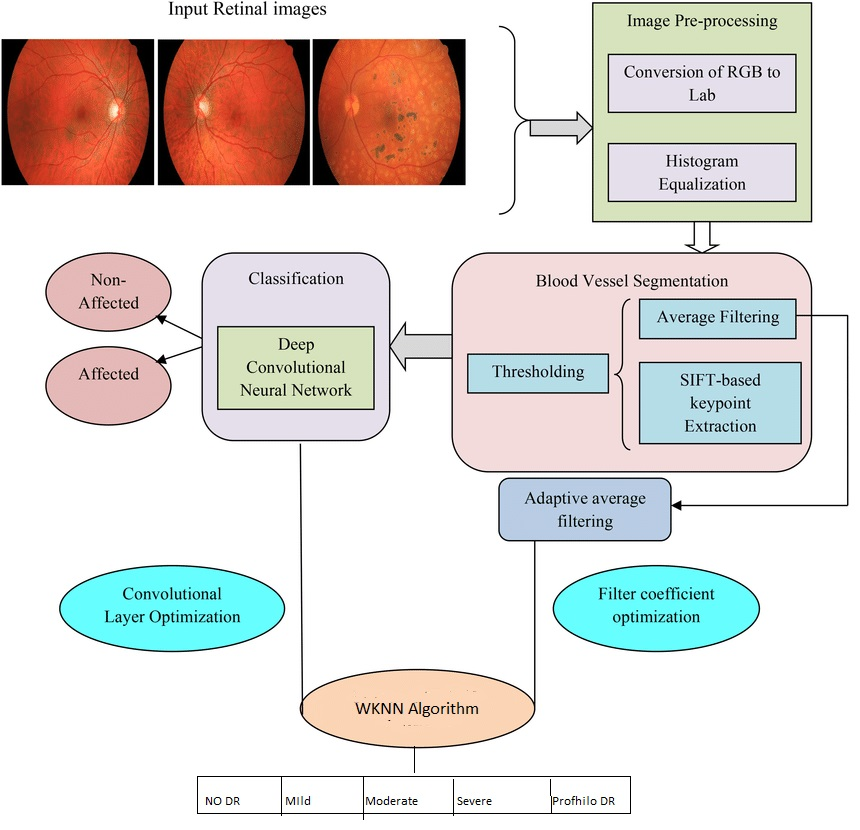 Input Retinal images
Image Pre-processing
Conversion of RGB to
Lab
Histogram
Equalization
Blood Vessel Segmentation
Average Filtering
Thresholding
SIFT-based
keypoint
Extraction
Classification
Deep
Convolutional
Neural Network
Non-
Affected
Affected
Adaptive average
filtering
Convolutional
Layer Optimization
Filter coefficient
optimization
WKNN Algorithm
NO DR
MIld
Moderate
Severe
Profhilo DR